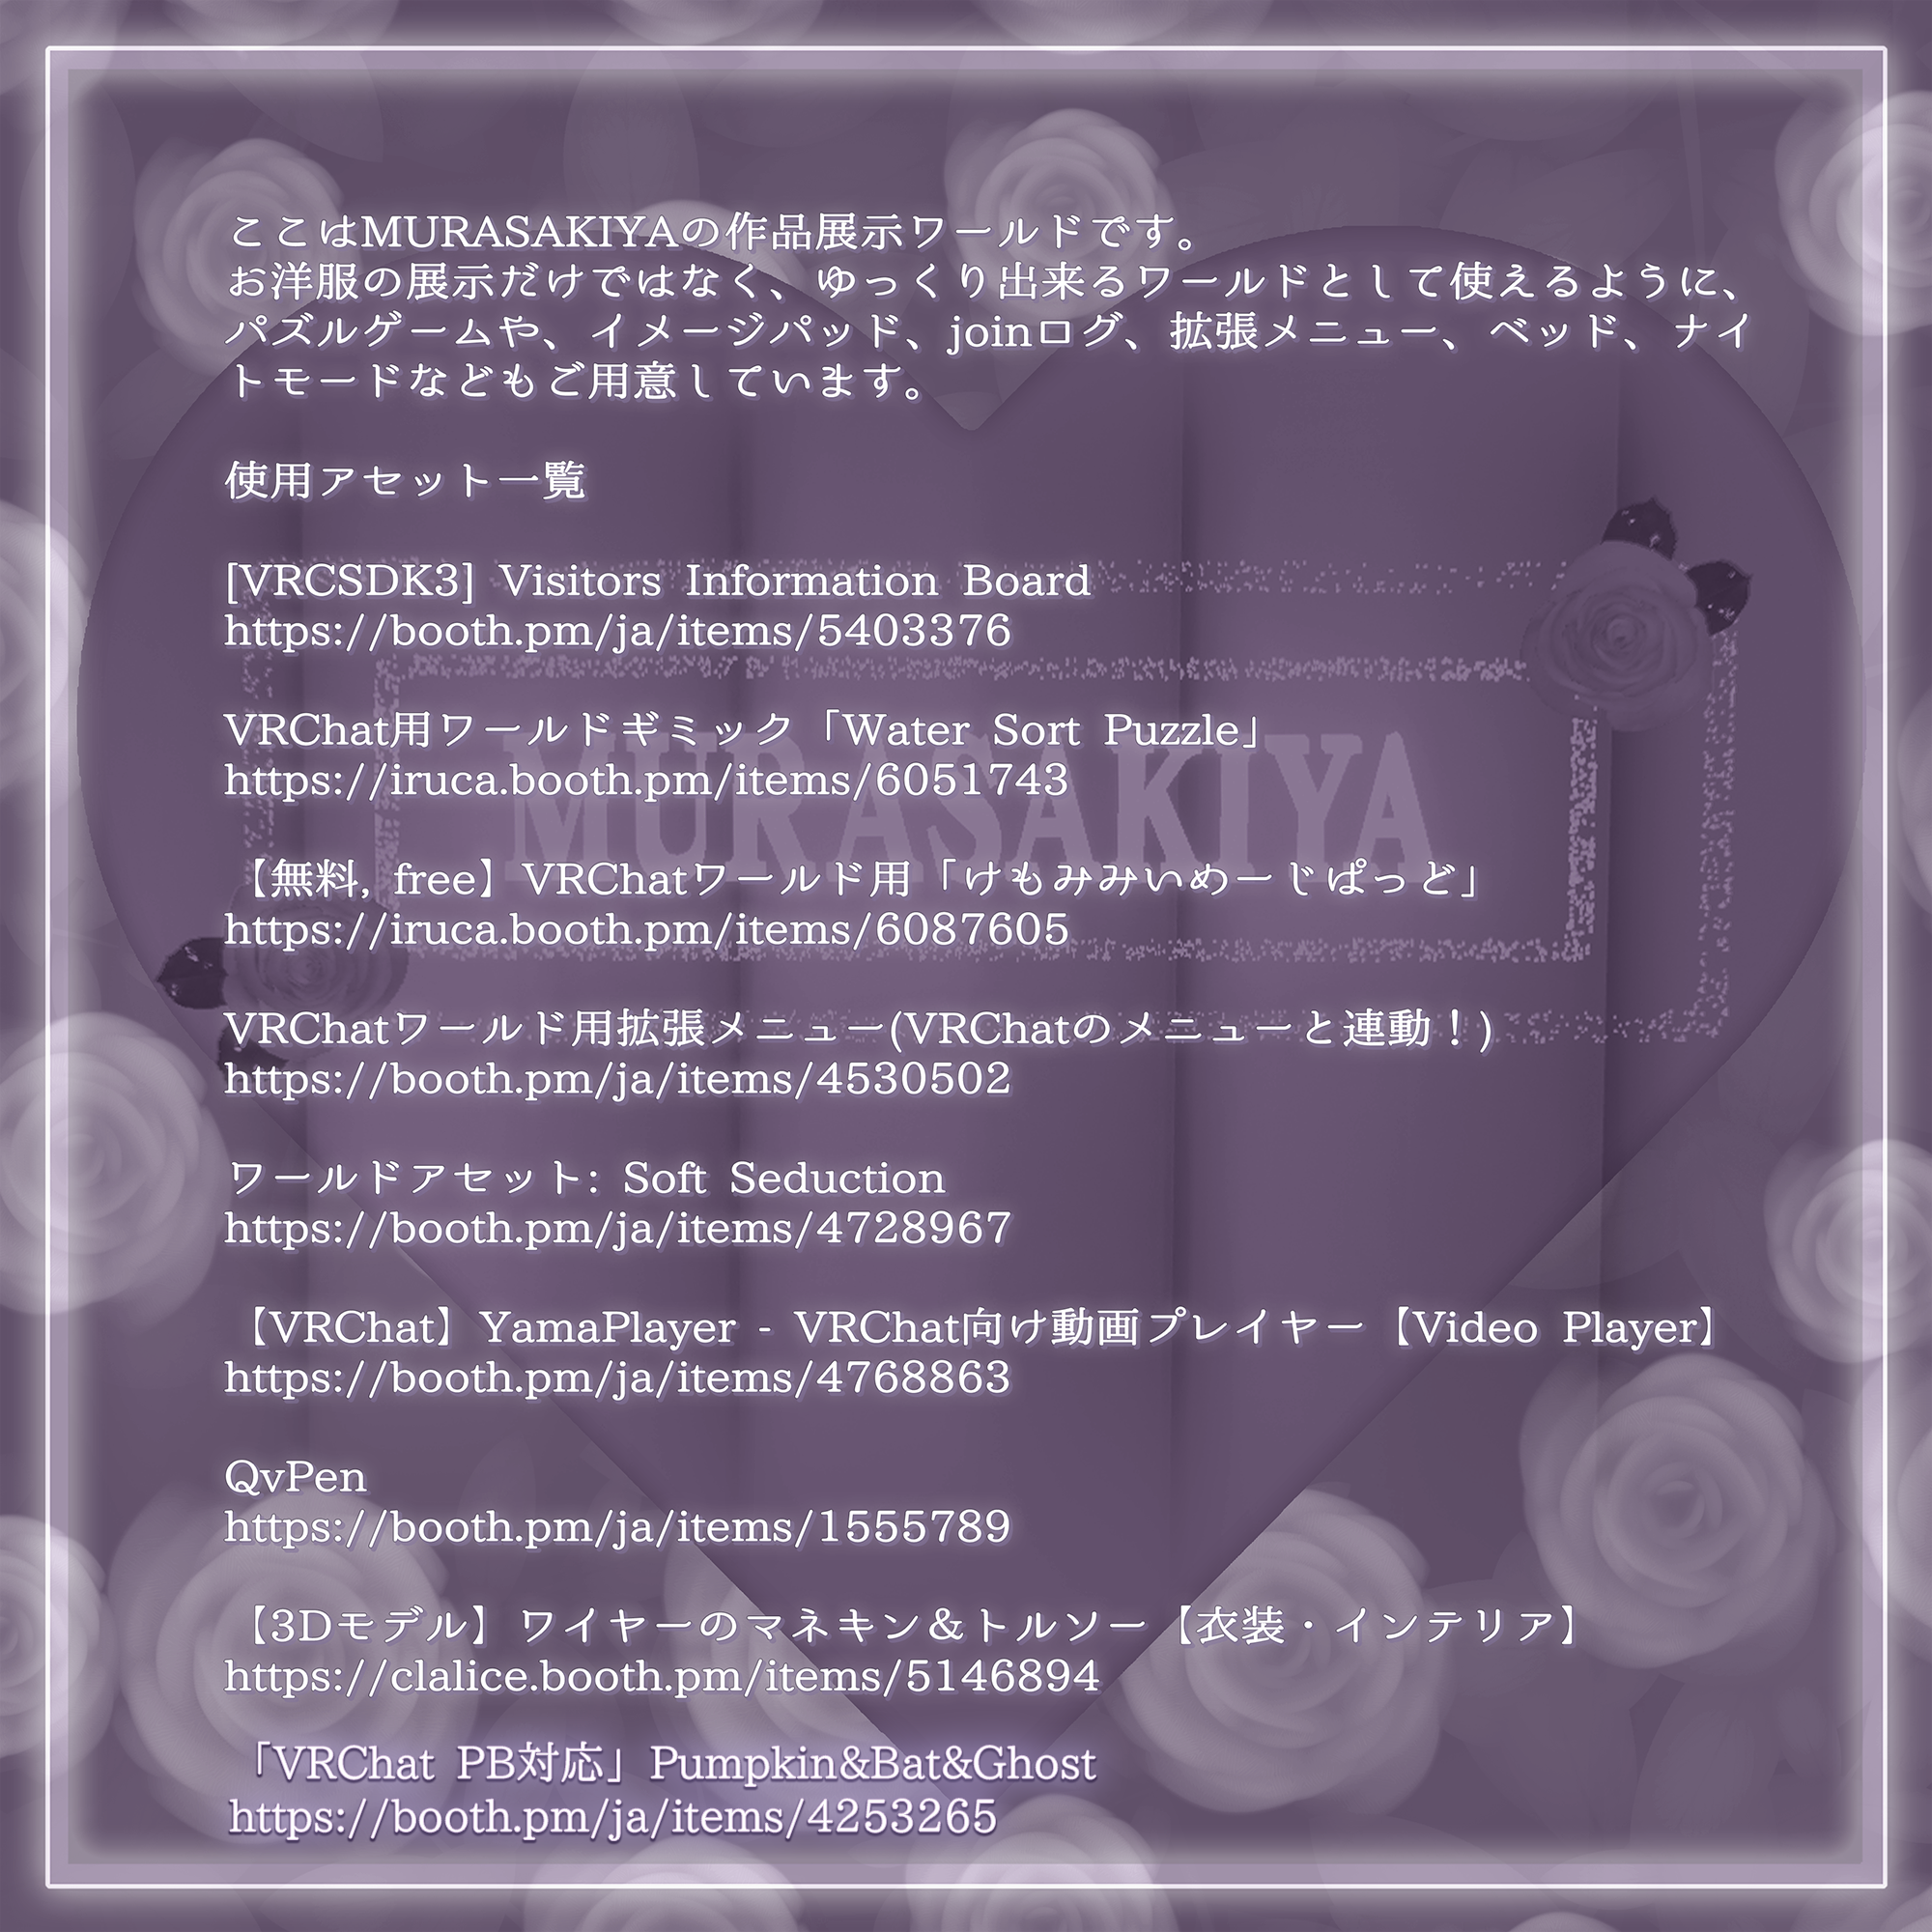 ここはMURASAKIYAの作品展示ワールドです。
お洋服の展示だけではなく、ゆっくり出来るワールドとして使えるように、
パズルゲームや、イメージパッド、joinログ、拡張メニュー、ベッド、ナイ
トモードなどもご用意しています。
使用アセット一覧
[VRCSDK3] Visitors Information Board
https://booth.pm/ja/items/5403376
VRChat用ワールドギミック「Water Sort Puzzle」
https://iruca.booth.pm/items/6051743
MURASAKIYA
【無料, free】VRChatワールド用「けもみみいめーじぱっど」
https://iruca.booth.pm/items/6087605
VRChatワールド用拡張メニュー(VRChatのメニューと連動！)
https://booth.pm/ja/items/4530502
ワールドアセット: Soft Seduction
https://booth.pm/ja/items/4728967
【VRChat】YamaPlayer - VRChat向け動画プレイヤー【Video Player】
https://booth.pm/ja/items/4768863
QvPen
https://booth.pm/ja/items/1555789
【3Dモデル】ワイヤーのマネキン＆トルソー【衣装・インテリア】
https://clalice.booth.pm/items/5146894
「VRChat PB対応」Pumpkin&Bat&Ghost
https://booth.pm/ja/items/4253265